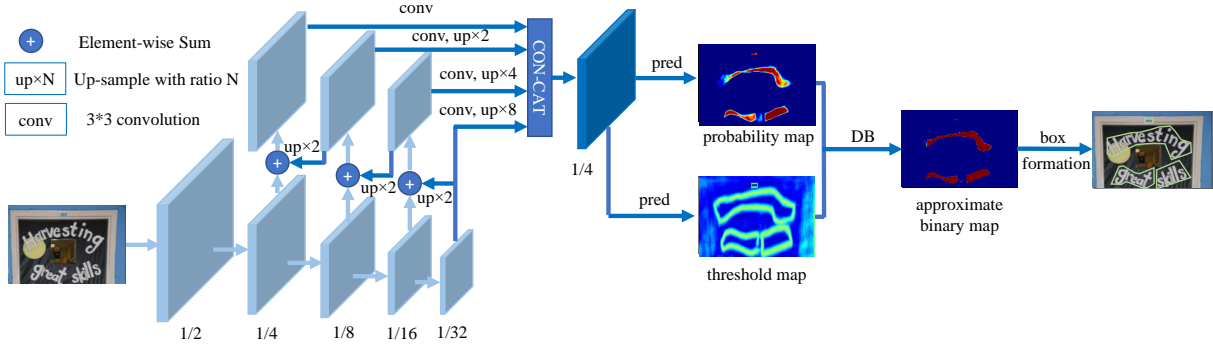 Element-wise Sum
up×N Up-sample with ratio N
conv 3*3 convolution
conv
conv, up×2
conv, up×4
conv, up×8
CON-CAT
up×2
up×2
up×2
1/2
1/4
1/8
1/16
1/32
1/4
pred
probability map
pred
threshold map
DB
approximate
binary map
box
formation
Harvesting
great skills
Harvesting
great skills